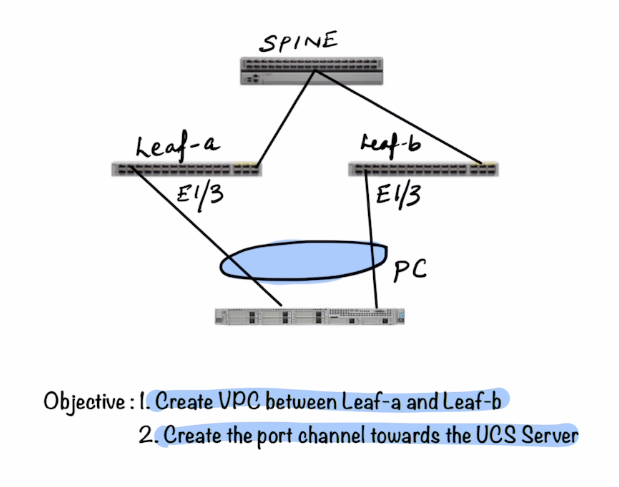 SPINE
Leaf-a
Leaf-b
E1/3
E1/3
PC
Objective : 1. Create VPC between Leaf-a and Leaf-b
2. Create the port channel towards the UCS Server